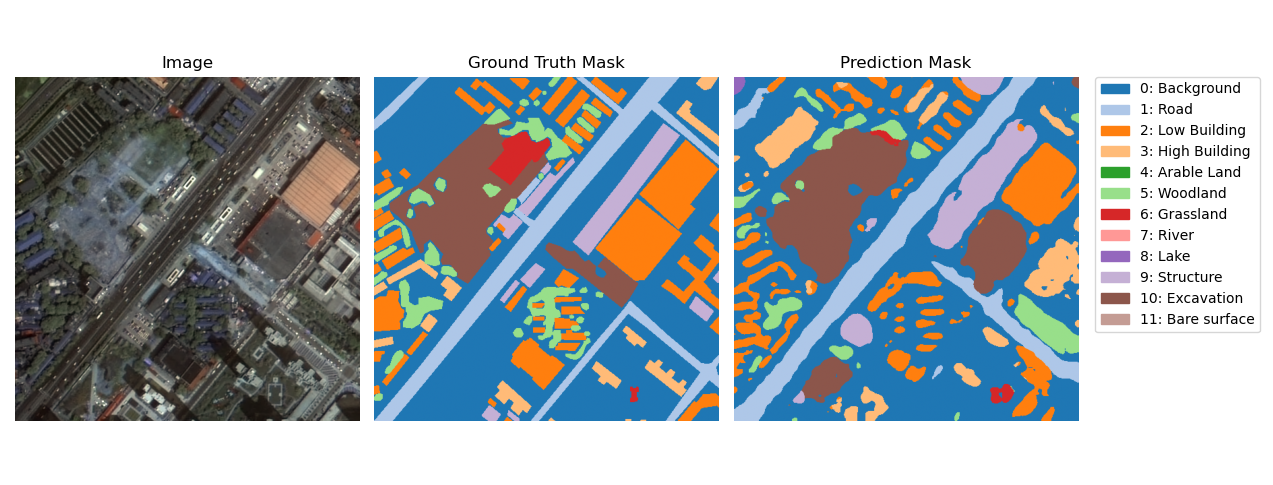 Image
Ground Truth Mask
Prediction Mask
0: Background
1: Road
2: Low Building
3: High Building
4: Arable Land
5: Woodland
6: Grassland
7: River
8: Lake
9: Structure
10: Excavation
11: Bare surface